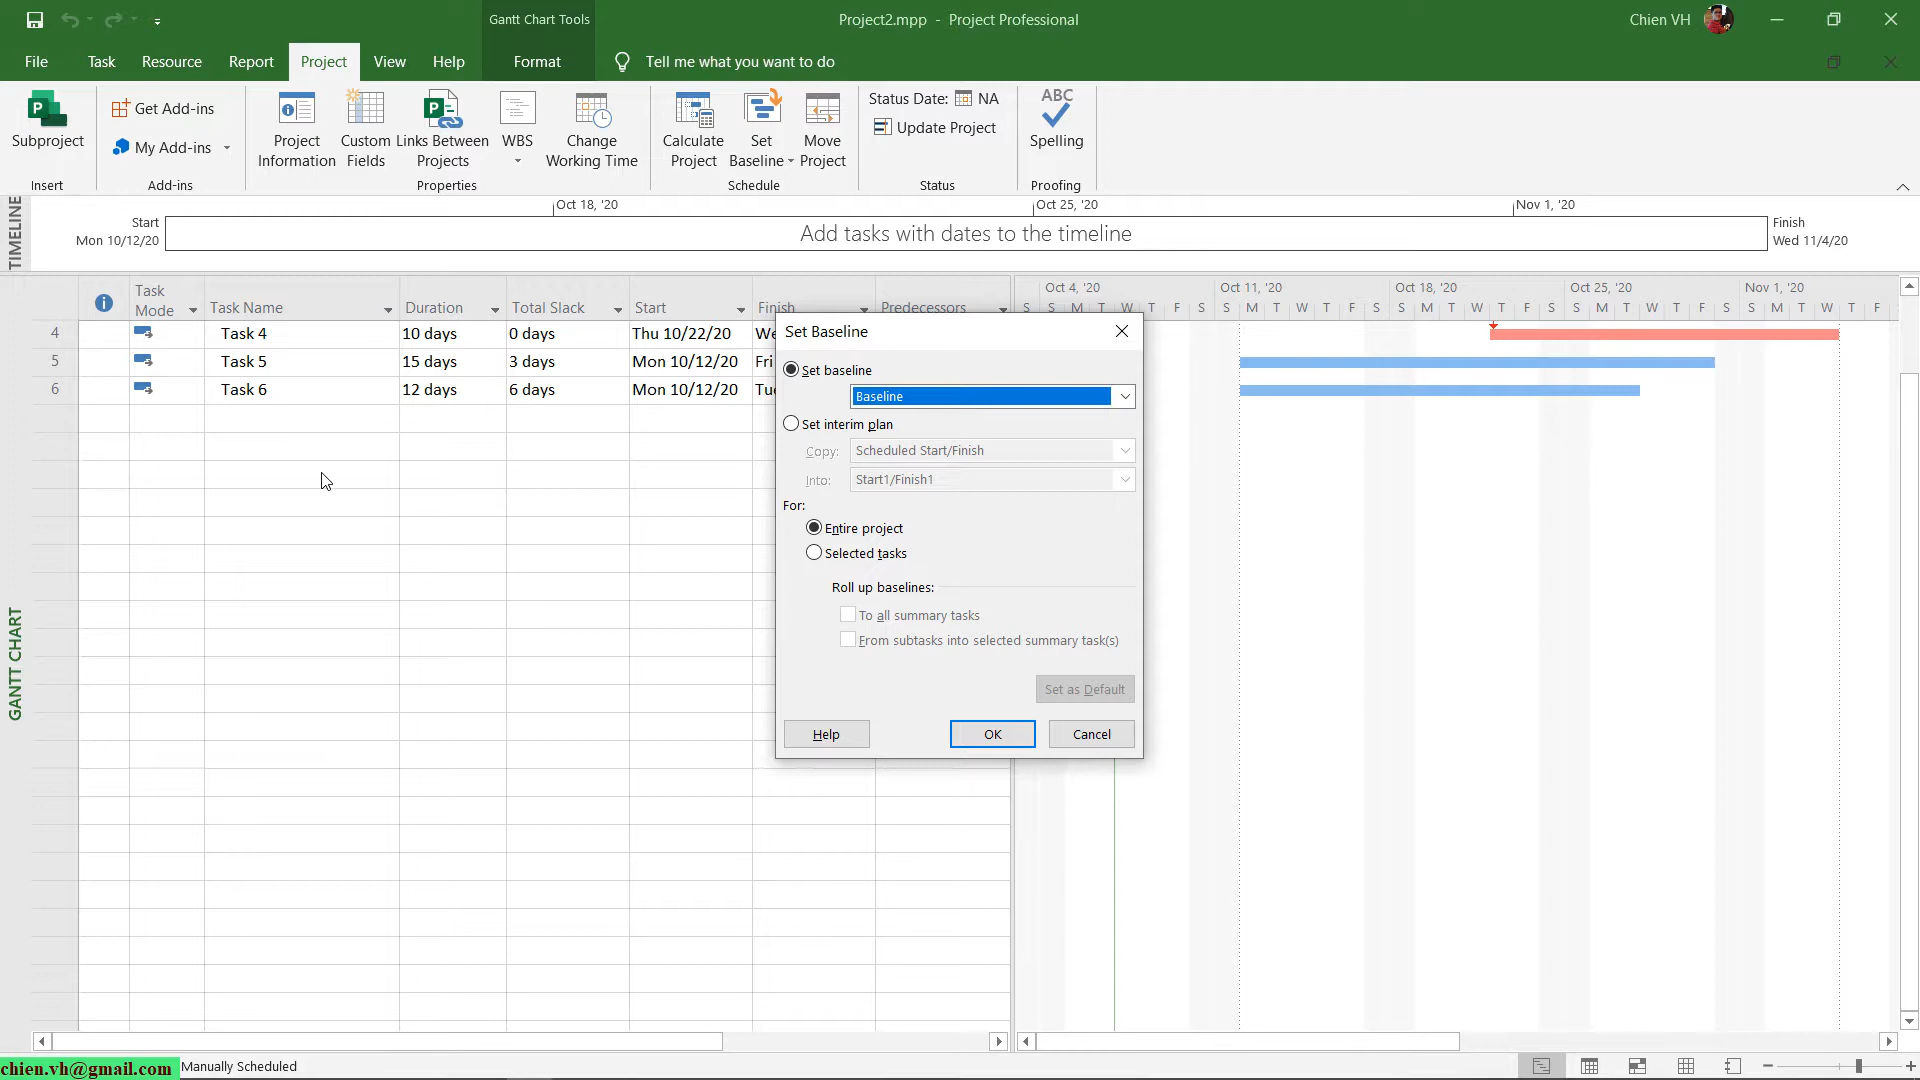 Gantt Chart Tools
Project2.mpp - Project Professional
Chien VH
File
Task
Resource
Report
Project
View
Help
Format
Tell me what you want to do
Subproject
Get Add-ins
My Add-ins
Project Information
Custom Fields
Links Between Projects
WBS
Change Working Time
Calculate Project
Set Baseline
Move Project
Status Date: NA
Update Project
ABC
Spelling
Insert
Add-ins
Properties
Schedule
Status
Proofing
TIMELINE
Oct 18, '20
Oct 25, '20
Nov 1, '20
Start
Mon 10/12/20
Add tasks with dates to the timeline
Finish
Wed 11/4/20
Task Mode
Task Name
Duration
Total Slack
Start
Finish
Predecessors
Oct 4, '20
Oct 11, '20
Oct 18, '20
Oct 25, '20
Nov 1, '20
S S M T W T F S S M T W T F S S M T W T F S S M T W T F S S M T W T F
4 Task 4 10 days 0 days Thu 10/22/20 We
5 Task 5 15 days 3 days Mon 10/12/20 Fri
6 Task 6 12 days 6 days Mon 10/12/20 Tue
Set Baseline
Set baseline
Baseline
Set interim plan
Copy: Scheduled Start/Finish
Into: Start1/Finish1
For:
Entire project
Selected tasks
Roll up baselines:
To all summary tasks
From subtasks into selected summary task(s)
Set as Default
Help
OK
Cancel
GANTT CHART
chien.vh@gmail.com
Manually Scheduled